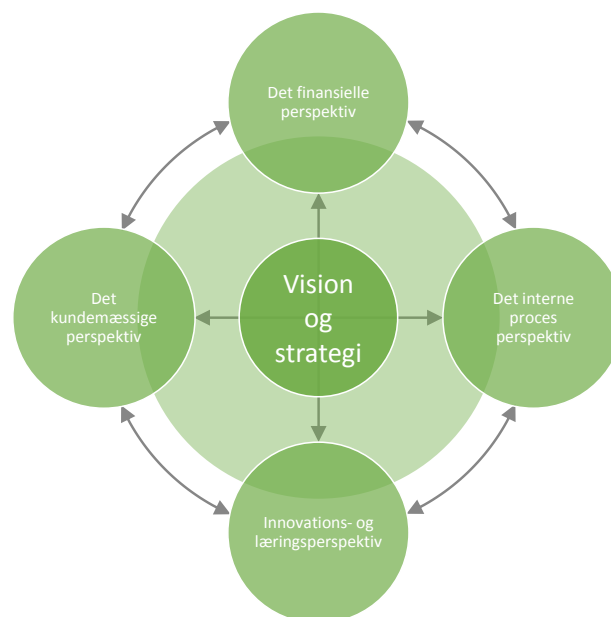 Det finansielle
perspektiv
Det
kundemæssige
perspektiv
Vision
og
strategi
Det interne
proces
perspektiv
Innovations- og
læringsperspektiv